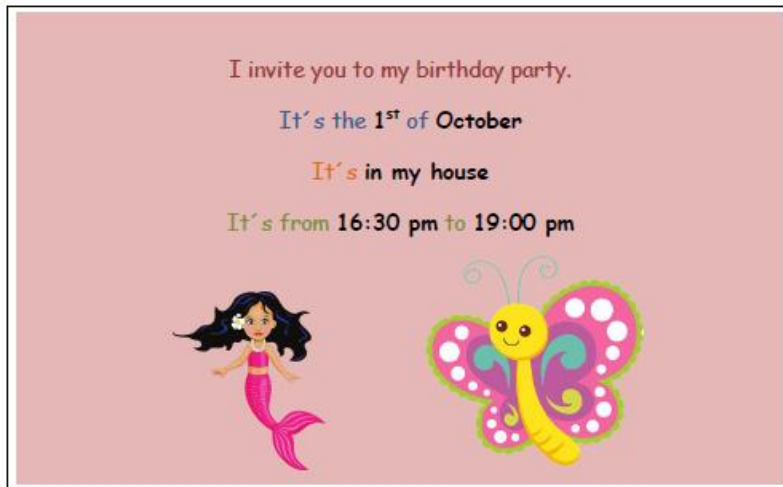 I invite you to my birthday party.
It´s the 1st of October
It´s in my house
It´s from 16:30 pm to 19:00 pm